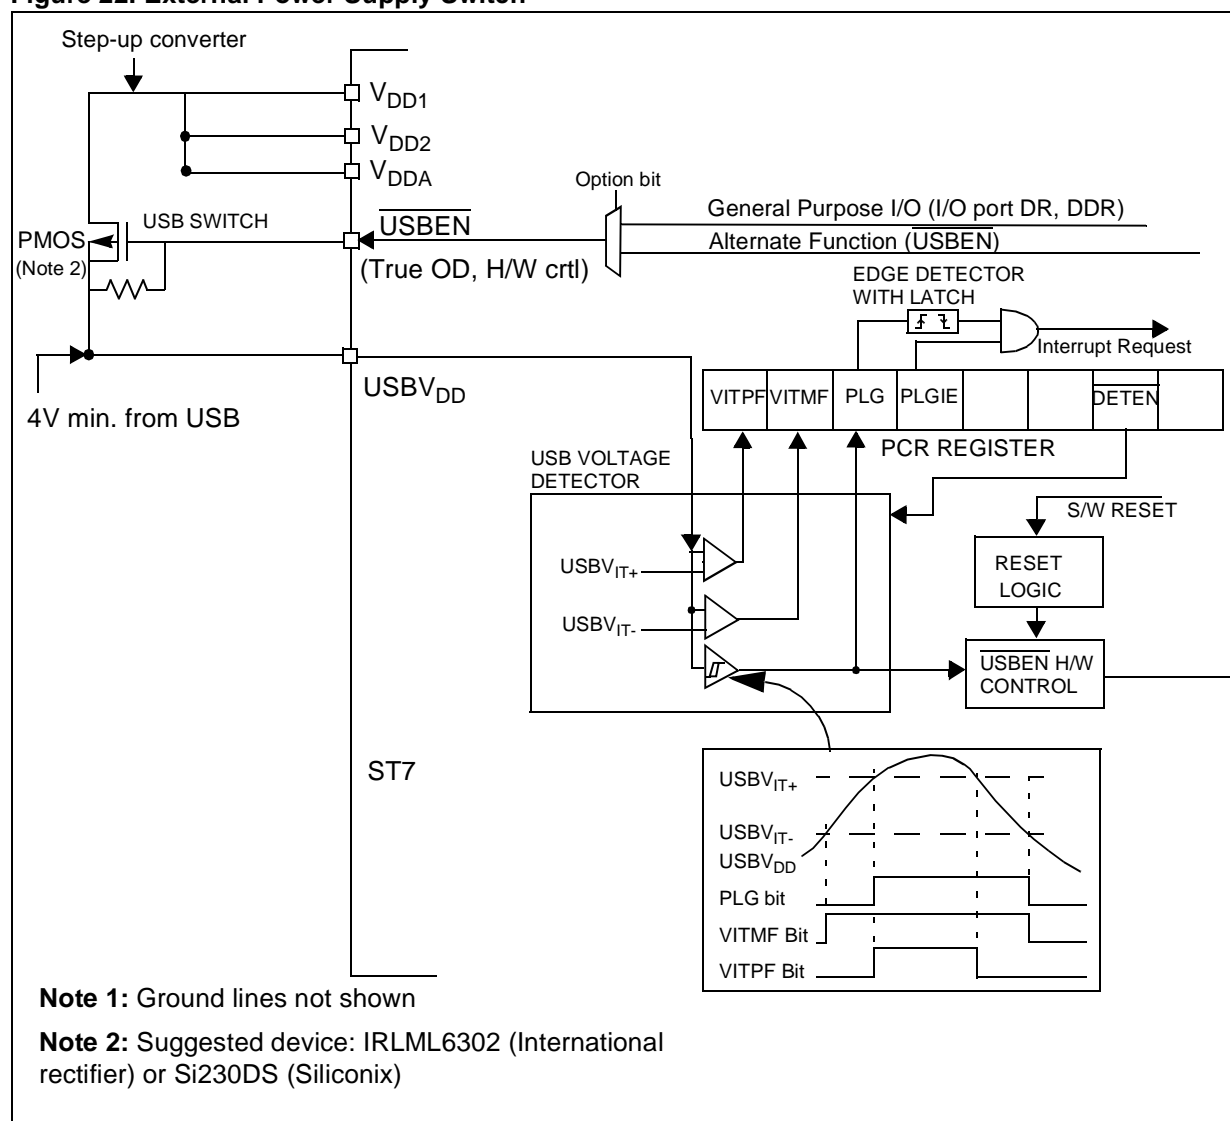 Figure 22. External Power Supply Switch
Step-up converter
VDD1
VDD2
VDDA
Option bit
USB SWITCH
USBEN
General Purpose I/O (I/O port DR, DDR)
Alternate Function (USBEN)
PMOS
(Note 2)
(True OD, H/W crtl)
EDGE DETECTOR
WITH LATCH
Interrupt Request
USBVDD
4V min. from USB
VITPF VITMF PLG PLGIE DETEN
PCR REGISTER
USB VOLTAGE
DETECTOR
S/W RESET
USBVIT+
RESET
LOGIC
USBVIT-
USBEN H/W
CONTROL
ST7
USBVIT+
USBVIT-
USBVDD
PLG bit
VITMF Bit
VITPF Bit
Note 1: Ground lines not shown
Note 2: Suggested device: IRLML6302 (International
rectifier) or Si230DS (Siliconix)